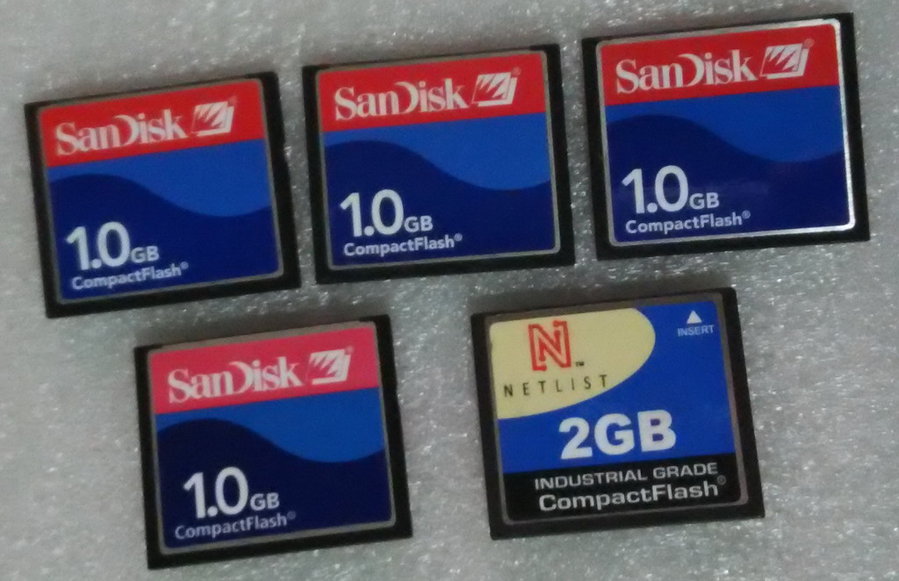 SanDisk
1.0GB
CompactFlash®
SanDisk
1.0GB
CompactFlash®
SanDisk
1.0GB
CompactFlash®
SanDisk
1.0GB
CompactFlash®
N™
NETLIST
INSERT
2GB
INDUSTRIAL GRADE
CompactFlash®